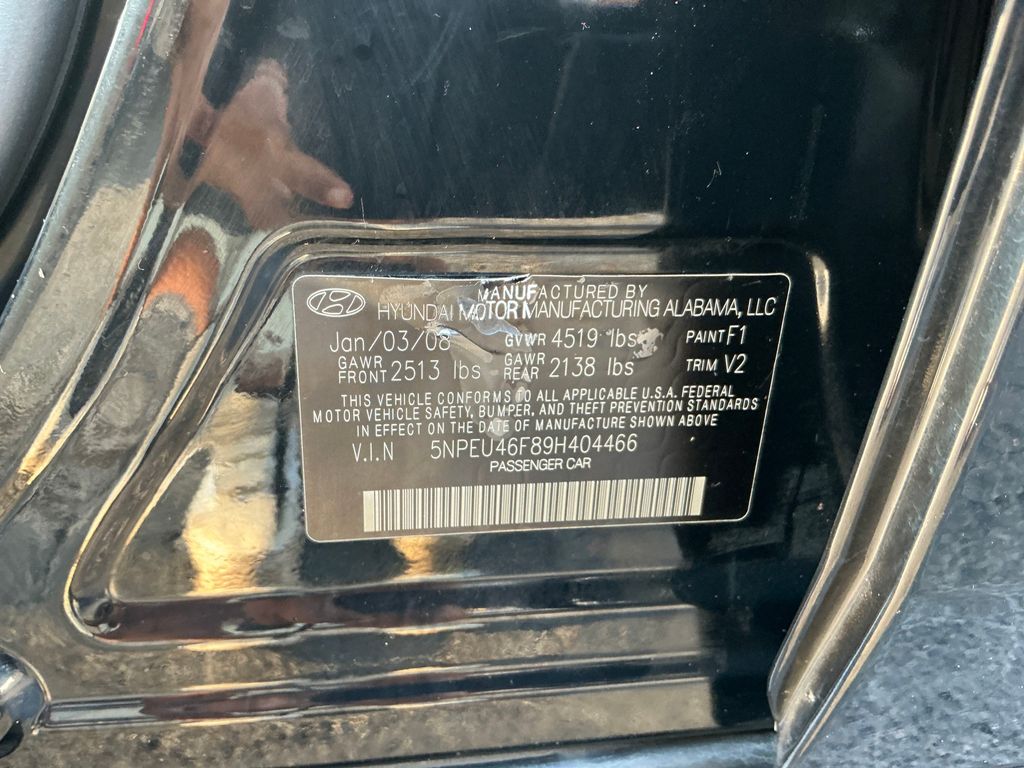 MANUFACTURED BY
HYUNDAI MOTOR MANUFACTURING ALABAMA, LLC
Jan/03/08 GVWR 4519 lbs PAINT F1
GAWR FRONT 2513 lbs GAWR REAR 2138 lbs TRIM V2
THIS VEHICLE CONFORMS TO ALL APPLICABLE U.S.A. FEDERAL
MOTOR VEHICLE SAFETY, BUMPER, AND THEFT PREVENTION STANDARDS
IN EFFECT ON THE DATE OF MANUFACTURE SHOWN ABOVE
V.I.N 5NPEU46F89H404466
PASSENGER CAR